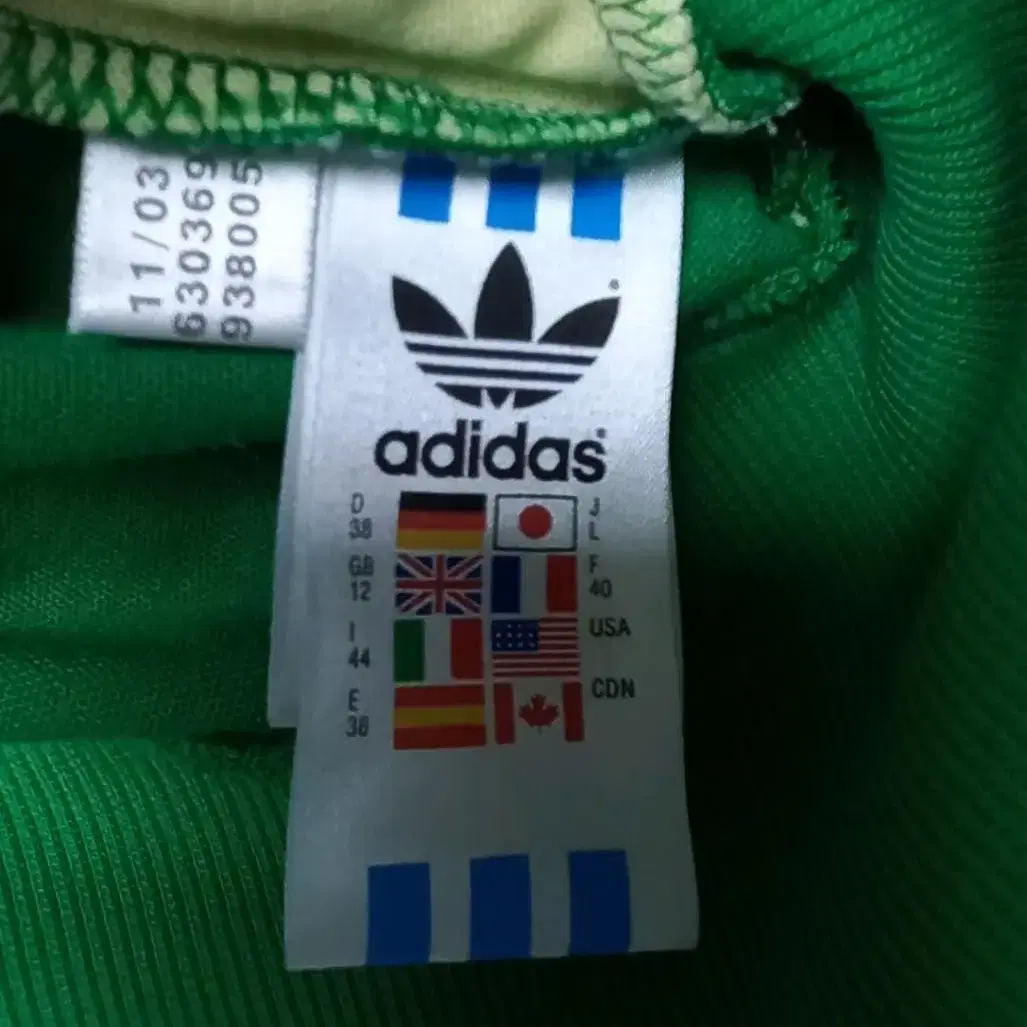 11/03
630369
938005
adidas
D
38
J
L
GB
12
F
40
I
44
USA
E
38
CDN